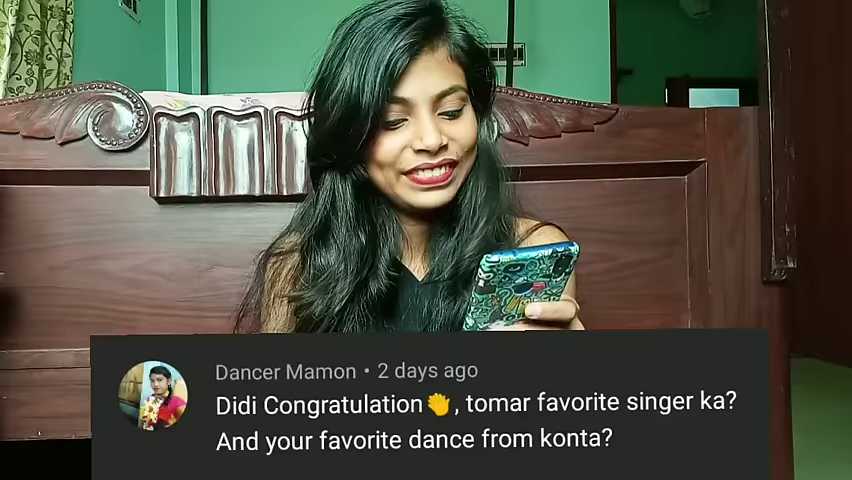 Dancer Mamon • 2 days ago
Didi Congratulation👏, tomar favorite singer ka?
And your favorite dance from konta?